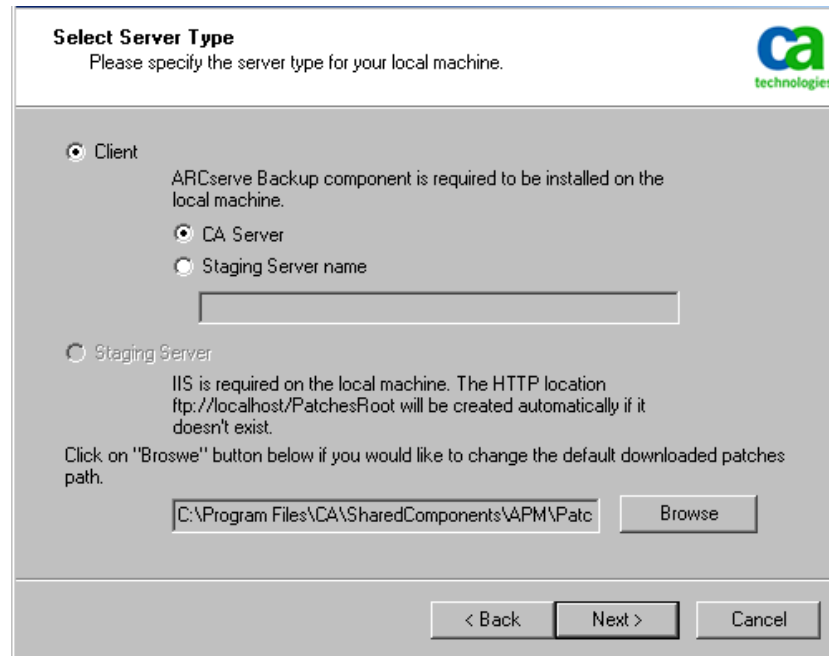 Select Server Type
Please specify the server type for your local machine.
ca
technologies
Client
ARCserve Backup component is required to be installed on the
local machine.
CA Server
Staging Server name
Staging Server
IIS is required on the local machine. The HTTP location
ftp://localhost/PatchesRoot will be created automatically if it
doesn't exist.
Click on "Broswe" button below if you would like to change the default downloaded patches
path.
C:\Program Files\CA\SharedComponents\APM\Patc
Browse
< Back
Next >
Cancel